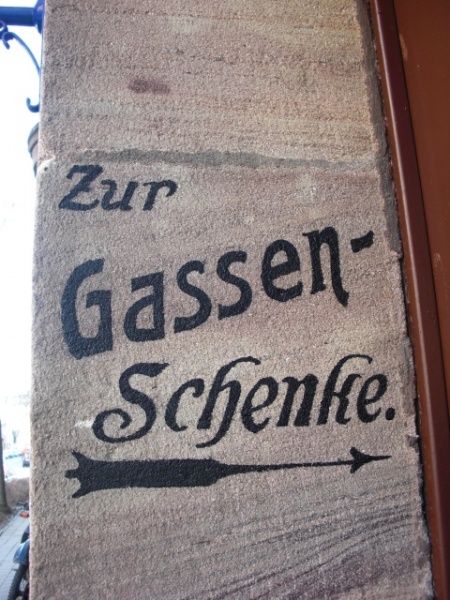 Zur
Gassen-
Schenke.